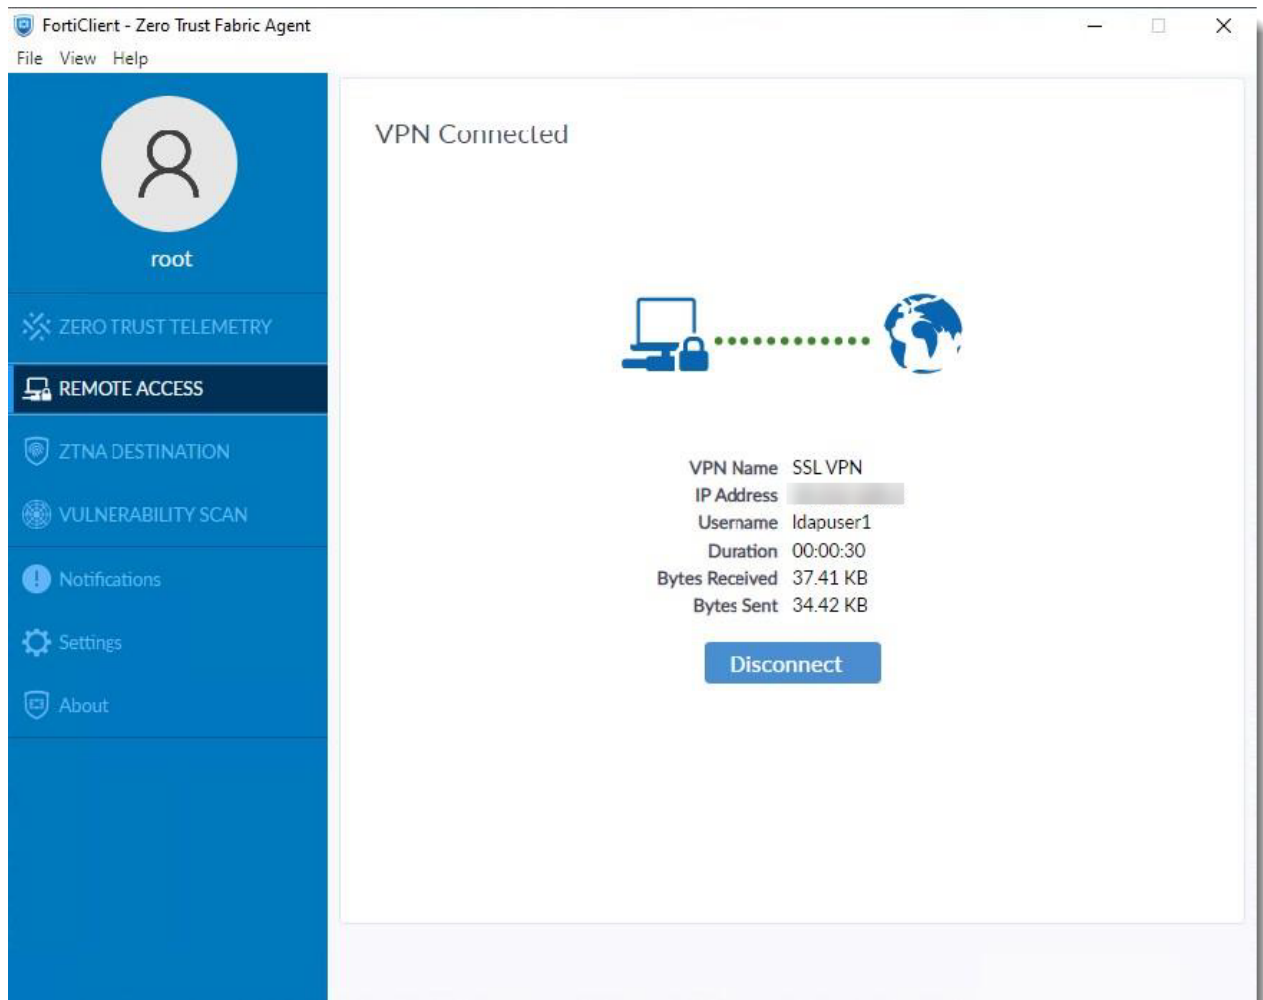 FortiClient - Zero Trust Fabric Agent
File View Help
root
ZERO TRUST TELEMETRY
REMOTE ACCESS
ZTNA DESTINATION
VULNERABILITY SCAN
Notifications
Settings
About
VPN Connected
VPN Name SSL VPN
IP Address
Username ldapuser1
Duration 00:00:30
Bytes Received 37.41 KB
Bytes Sent 34.42 KB
Disconnect